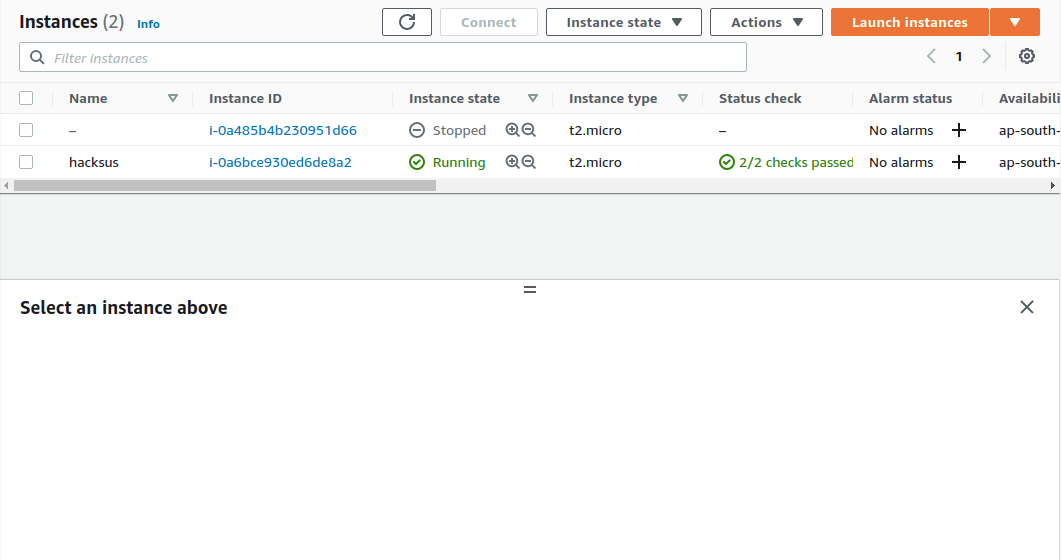 Instances (2) Info
Connect
Instance state
Actions
Launch instances
Filter instances
1
Name Instance ID Instance state Instance type Status check Alarm status Availabili
– i-0a485b4b230951d66 Stopped t2.micro – No alarms + ap-south-
hacksus i-0a6bce930ed6de8a2 Running t2.micro 2/2 checks passed No alarms + ap-south-
Select an instance above